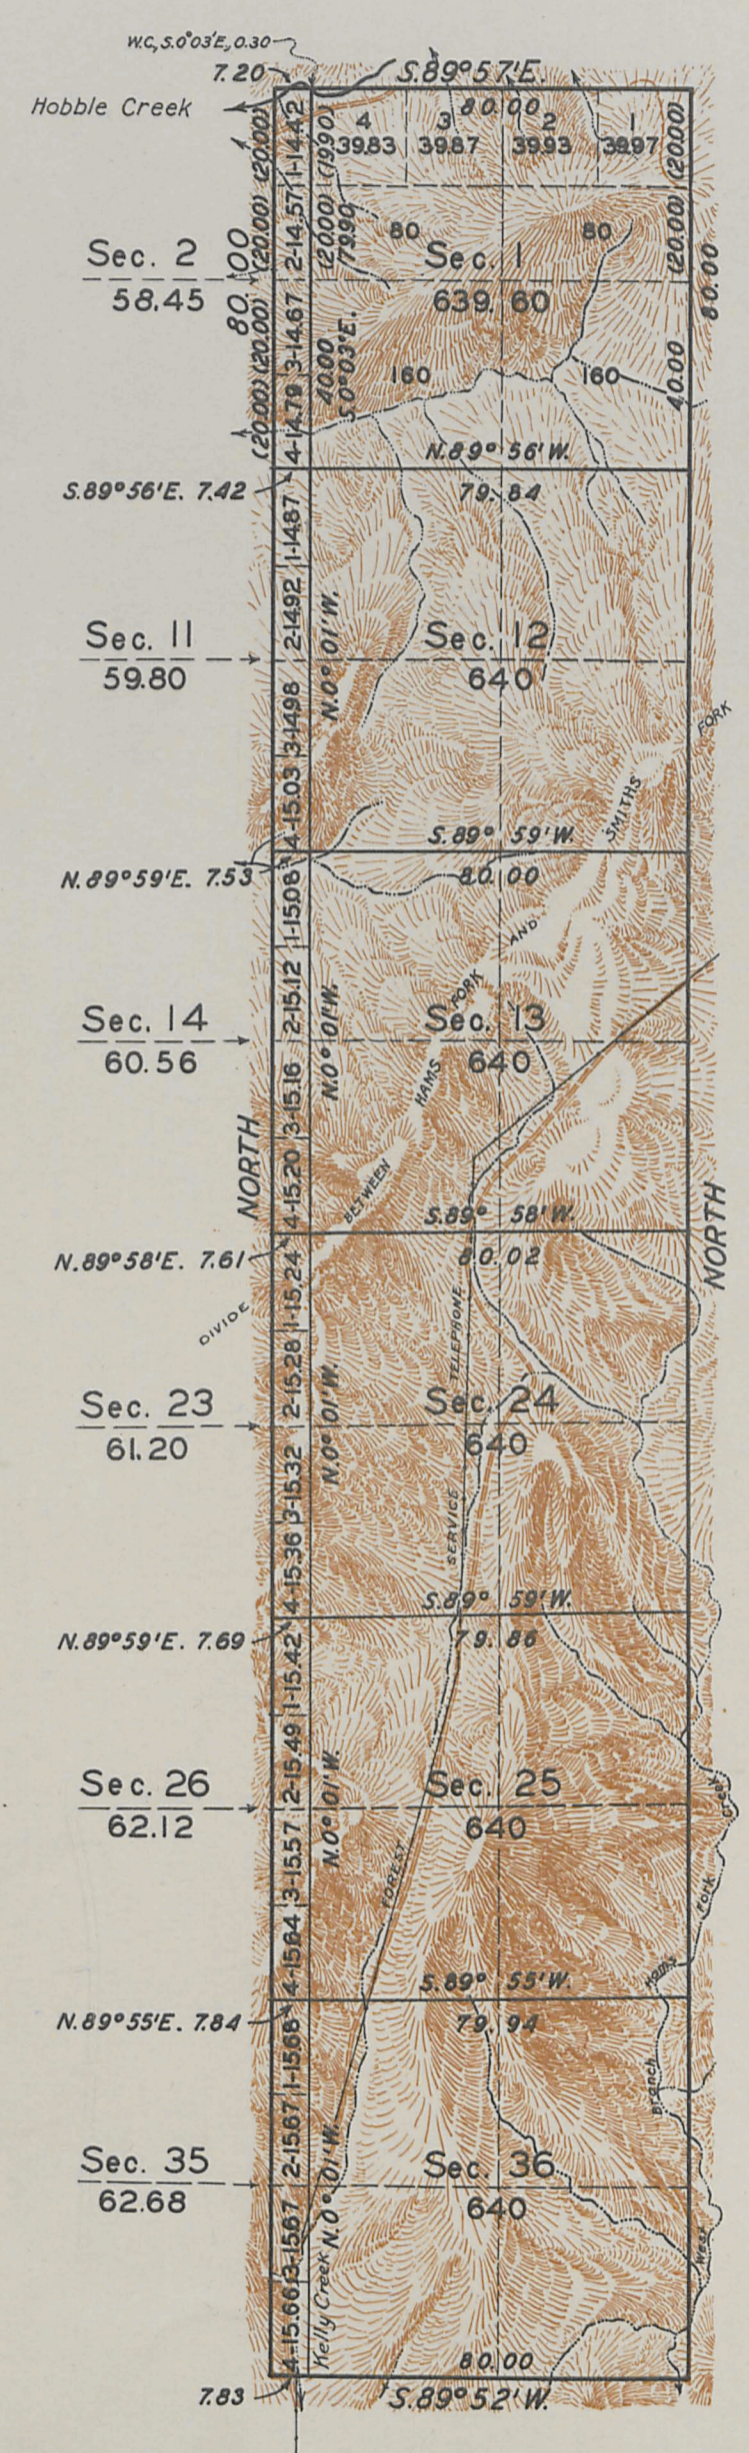 W.C., S.0°03'E., 0.30
7.20
S.89°57'E.
Hobble Creek
80.00
4 3 2 1
39.83 39.87 39.93 39.97
(20.00) (20.00) (20.00) (20.00)
80.00
1-14.42
2-14.57
3-14.67
4-14.79
(19.90)
(20.00)
79.90
40.00
S.0°03'E.
(20.00)
(20.00)
40.00
80.00
80 80
Sec. 2
58.45
Sec. 1
639.60
160 160
N.89°56'W.
S.89°56'E. 7.42
79.84
1-14.87
2-14.92
3-14.98
4-15.03
N.0°01'W.
Sec. 11
59.80
Sec. 12
640
S.89°59'W.
N.89°59'E. 7.53
80.00
1-15.08
2-15.12
3-15.16
4-15.20
N.0°01'W.
Sec. 14
60.56
Sec. 13
640
DIVIDE BETWEEN HAMS FORK AND SMITHS FORK
NORTH
NORTH
S.89°58'W.
N.89°58'E. 7.61
80.02
1-15.24
2-15.28
3-15.32
4-15.36
N.0°01'W.
Sec. 23
61.20
Sec. 24
640
FOREST SERVICE TELEPHONE
S.89°59'W.
N.89°59'E. 7.69
79.86
1-15.42
2-15.49
3-15.57
4-15.64
N.0°01'W.
Sec. 26
62.12
Sec. 25
640
S.89°55'W.
N.89°55'E. 7.84
79.94
1-15.68
2-15.67
3-15.67
4-15.66
N.0°01'W.
Sec. 35
62.68
Sec. 36
640
West Branch Hams Fork Creek
Kelly Creek
80.00
7.83
S.89°52'W.